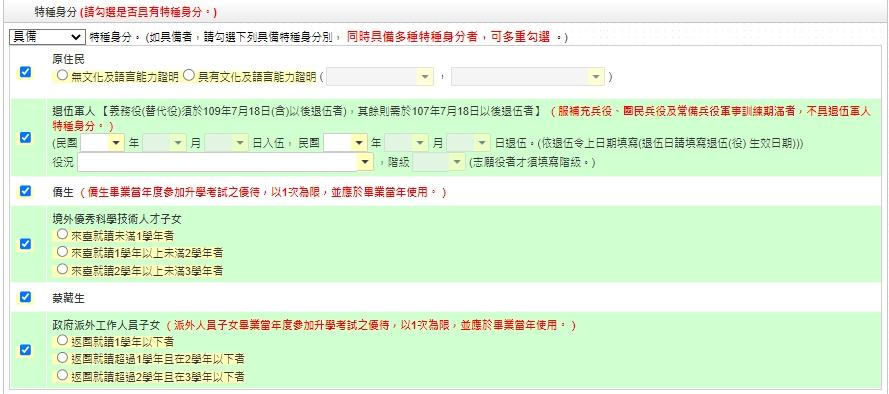 特種身分 (請勾選是否具有特種身分。)
具備 特種身分。 (如具備者，請勾選下列具備特種身分別， 同時具備多種特種身分者，可多重勾選 。)
原住民
無文化及語言能力證明 具有文化及語言能力證明 ( ， )
退伍軍人 【義務役(替代役)須於109年7月18日(含)以後退伍者)，其餘則需於107年7月18日以後退伍者】 （服補充兵役、國民兵役及常備兵役軍事訓練期滿者，不具退伍軍人
特種身分。）
(民國 年 月 日入伍， 民國 年 月 日退伍。(依退伍令上日期填寫(退伍日請填寫退伍(役) 生效日期)))
役況 ，階級 (志願役者才須填寫階級。)
僑生 （僑生畢業當年度參加升學考試之優待，以1次為限，並應於畢業當年使用。）
境外優秀科學技術人才子女
來臺就讀未滿1學年者
來臺就讀1學年以上未滿2學年者
來臺就讀2學年以上未滿3學年者
蒙藏生
政府派外工作人員子女 （派外人員子女畢業當年度參加升學考試之優待，以1次為限，並應於畢業當年使用。）
返國就讀1學年以下者
返國就讀超過1學年且在2學年以下者
返國就讀超過2學年且在3學年以下者